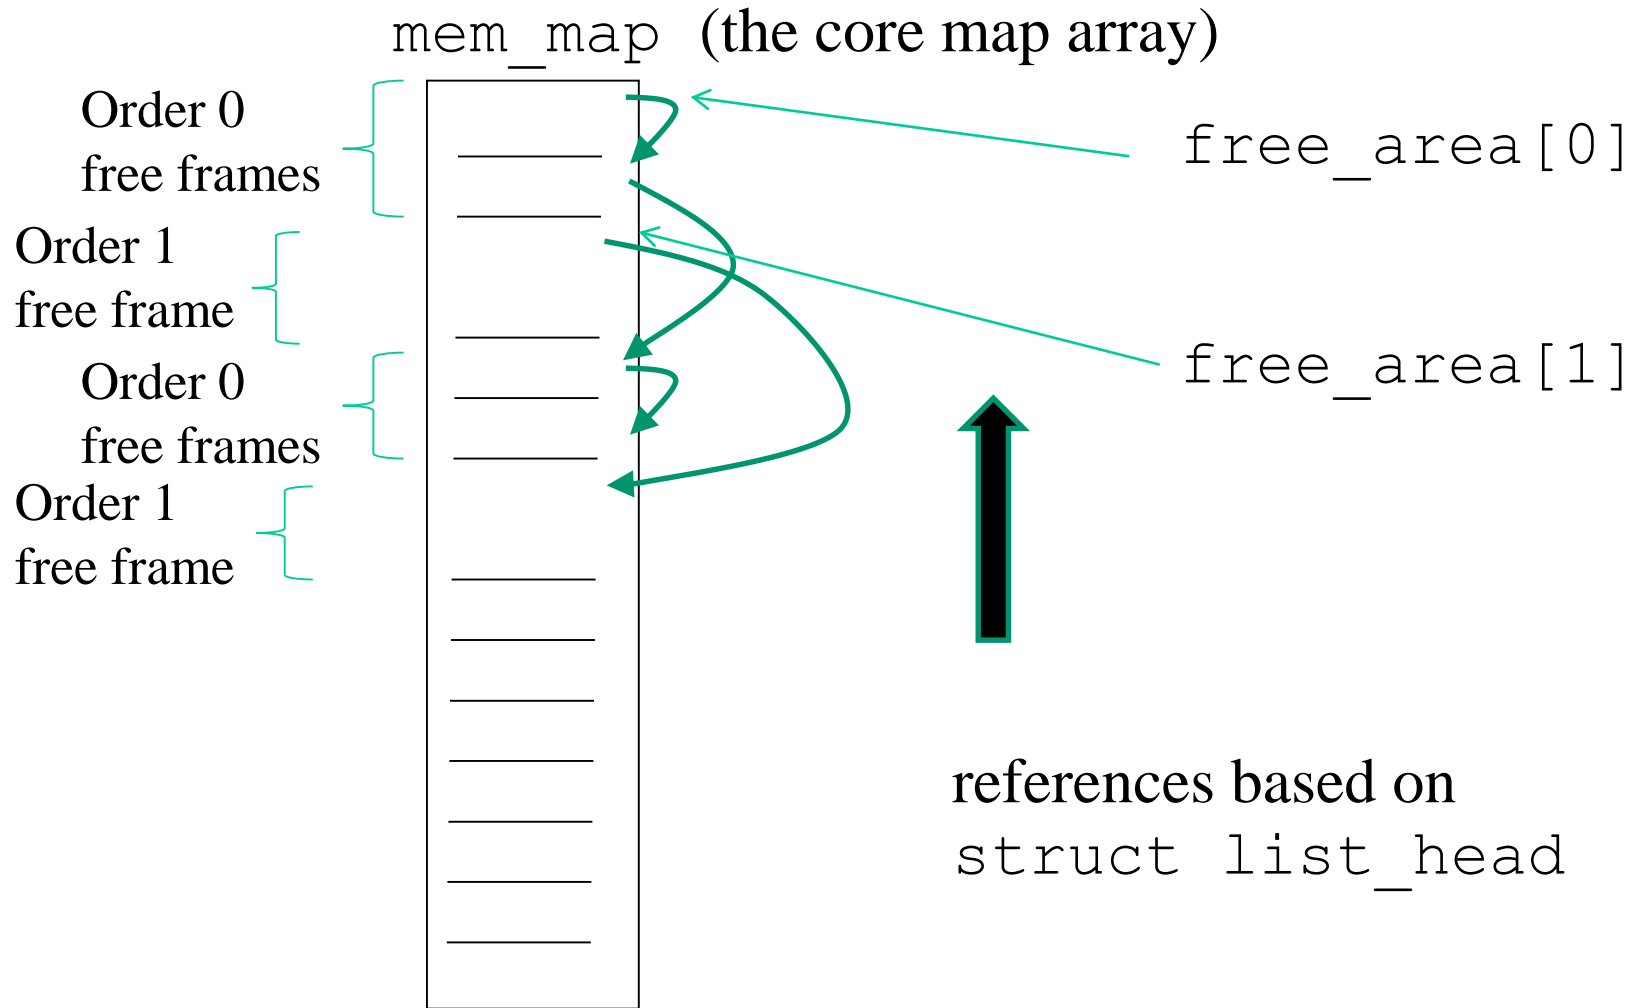 mem_map (the core map array)
Order 0
free frames
free_area[0]
Order 1
free frame
Order 0
free frames
free_area[1]
Order 1
free frame
references based on
struct list_head